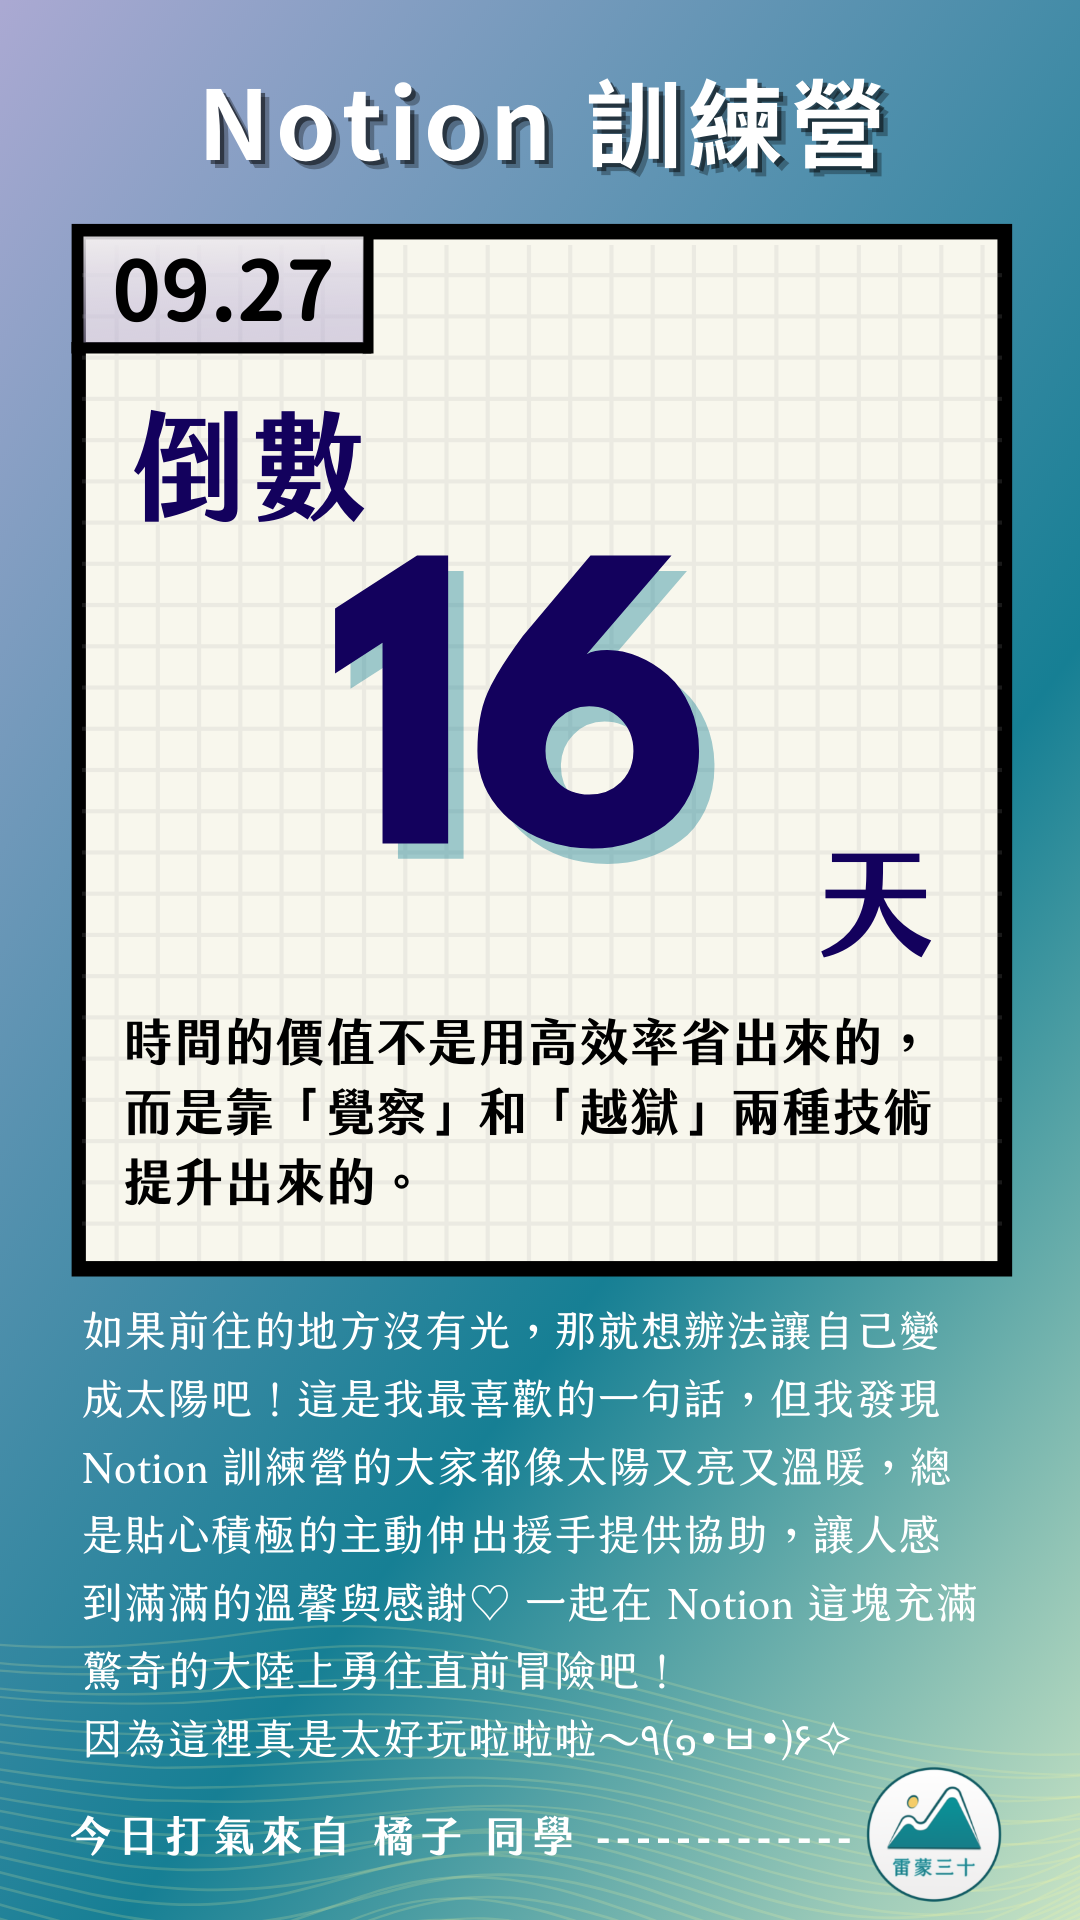 Notion 訓練營
09.27
倒數
16
天
時間的價值不是用高效率省出來的，
而是靠「覺察」和「越獄」兩種技術
提升出來的。
如果前往的地方沒有光，那就想辦法讓自己變
成太陽吧！這是我最喜歡的一句話，但我發現
Notion 訓練營的大家都像太陽又亮又溫暖，總
是貼心積極的主動伸出援手提供協助，讓人感
到滿滿的溫馨與感謝♡ 一起在 Notion 這塊充滿
驚奇的大陸上勇往直前冒險吧！
因為這裡真是太好玩啦啦啦～٩(๑•ㅂ•)۶✧
今日打氣來自 橘子 同學 -------------
雷蒙三十